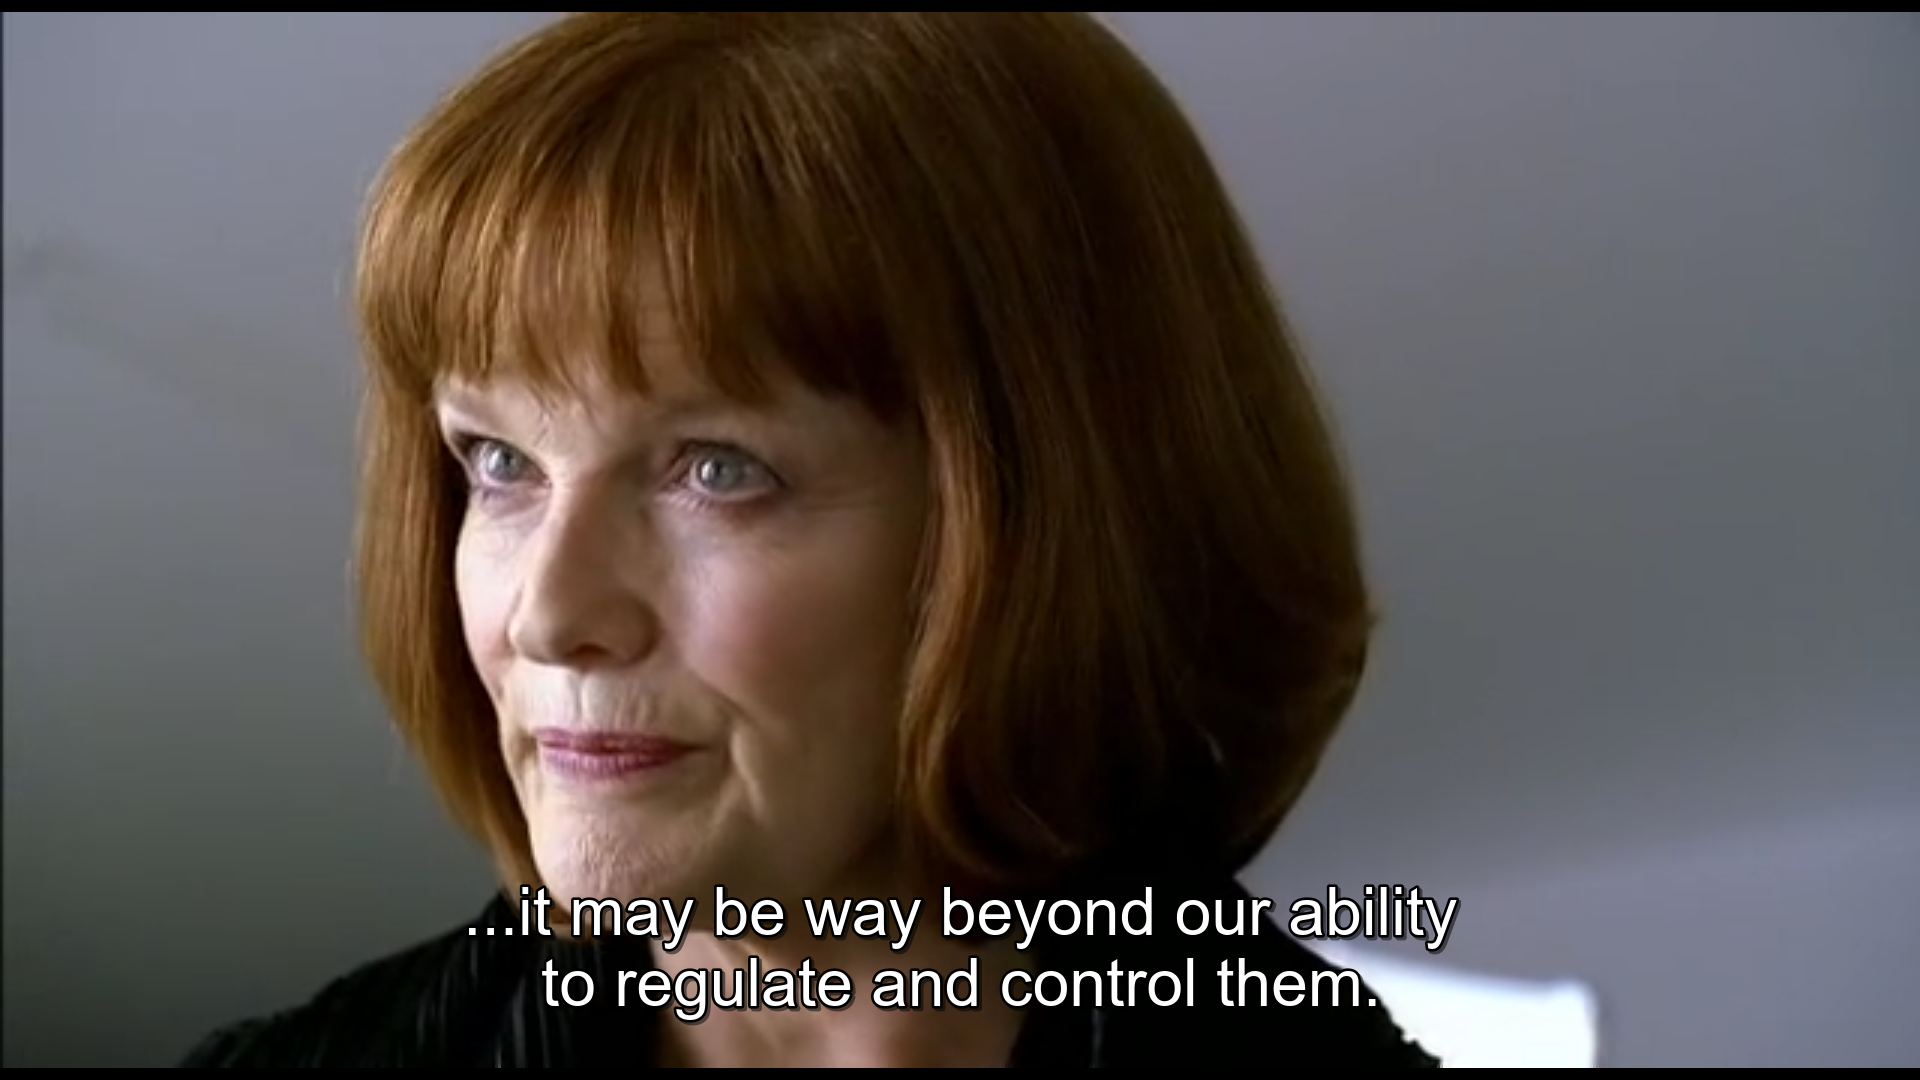 ...it may be way beyond our ability
to regulate and control them.